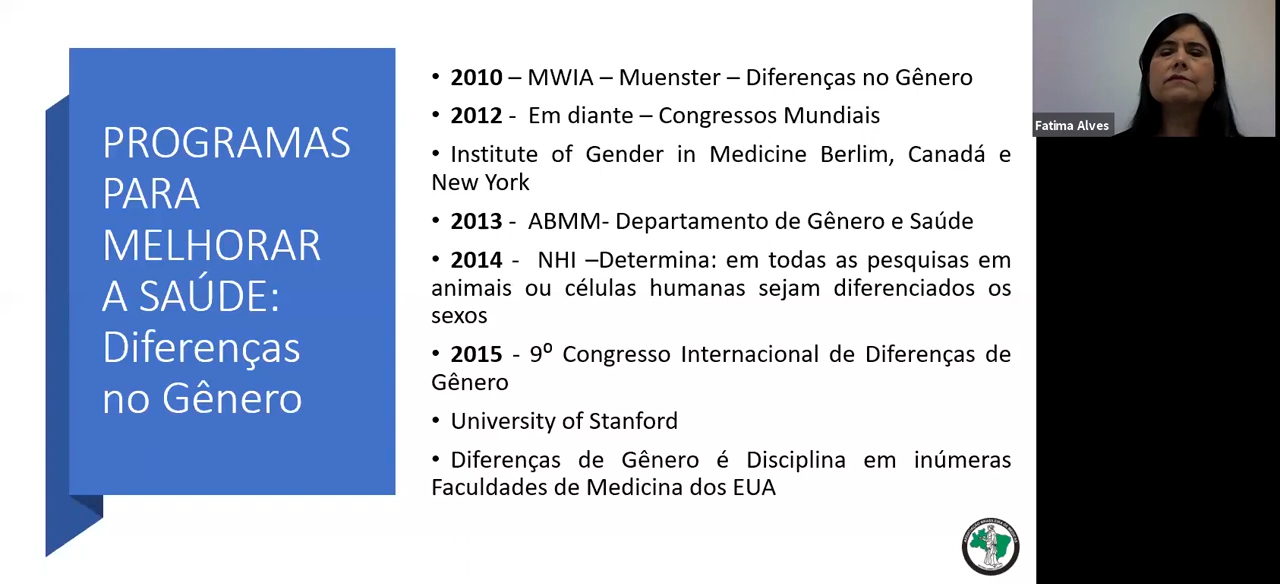 PROGRAMAS
PARA
MELHORAR
A SAÚDE:
Diferenças
no Gênero
• 2010 – MWIA – Muenster – Diferenças no Gênero
• 2012 - Em diante – Congressos Mundiais
• Institute of Gender in Medicine Berlim, Canadá e
New York
• 2013 - ABMM- Departamento de Gênero e Saúde
• 2014 - NHI –Determina: em todas as pesquisas em
animais ou células humanas sejam diferenciados os
sexos
• 2015 - 9º Congresso Internacional de Diferenças de
Gênero
• University of Stanford
• Diferenças de Gênero é Disciplina em inúmeras
Faculdades de Medicina dos EUA
Fatima Alves